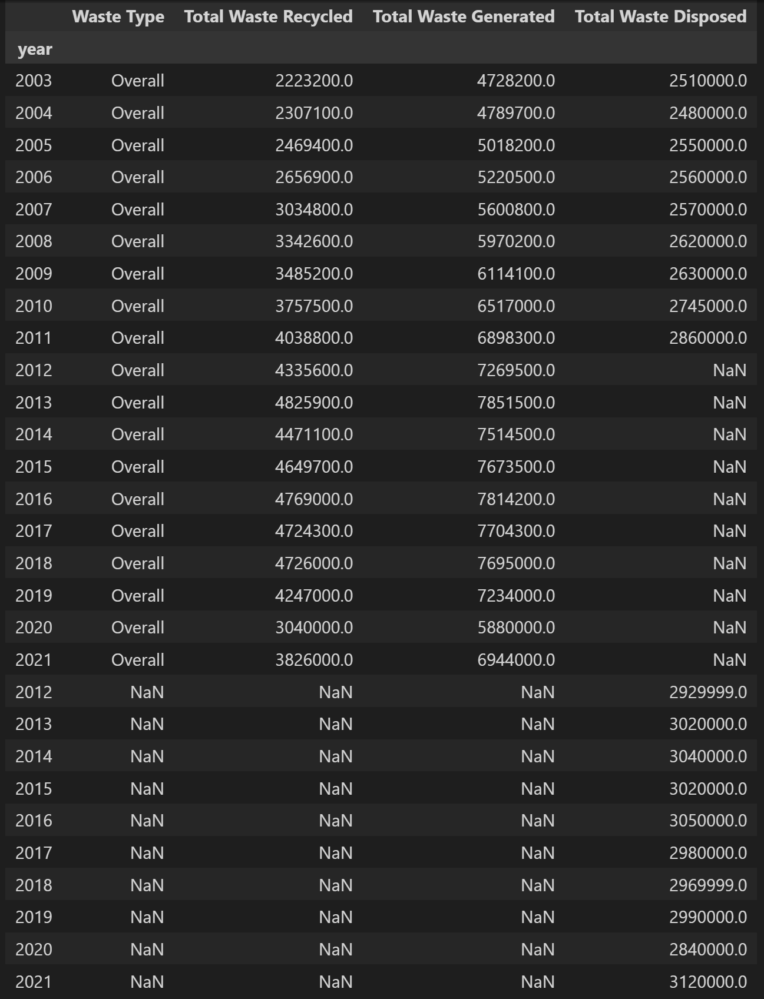 Waste Type Total Waste Recycled Total Waste Generated Total Waste Disposed
year
2003 Overall 2223200.0 4728200.0 2510000.0
2004 Overall 2307100.0 4789700.0 2480000.0
2005 Overall 2469400.0 5018200.0 2550000.0
2006 Overall 2656900.0 5220500.0 2560000.0
2007 Overall 3034800.0 5600800.0 2570000.0
2008 Overall 3342600.0 5970200.0 2620000.0
2009 Overall 3485200.0 6114100.0 2630000.0
2010 Overall 3757500.0 6517000.0 2745000.0
2011 Overall 4038800.0 6898300.0 2860000.0
2012 Overall 4335600.0 7269500.0 NaN
2013 Overall 4825900.0 7851500.0 NaN
2014 Overall 4471100.0 7514500.0 NaN
2015 Overall 4649700.0 7673500.0 NaN
2016 Overall 4769000.0 7814200.0 NaN
2017 Overall 4724300.0 7704300.0 NaN
2018 Overall 4726000.0 7695000.0 NaN
2019 Overall 4247000.0 7234000.0 NaN
2020 Overall 3040000.0 5880000.0 NaN
2021 Overall 3826000.0 6944000.0 NaN
2012 NaN NaN NaN 2929999.0
2013 NaN NaN NaN 3020000.0
2014 NaN NaN NaN 3040000.0
2015 NaN NaN NaN 3020000.0
2016 NaN NaN NaN 3050000.0
2017 NaN NaN NaN 2980000.0
2018 NaN NaN NaN 2969999.0
2019 NaN NaN NaN 2990000.0
2020 NaN NaN NaN 2840000.0
2021 NaN NaN NaN 3120000.0